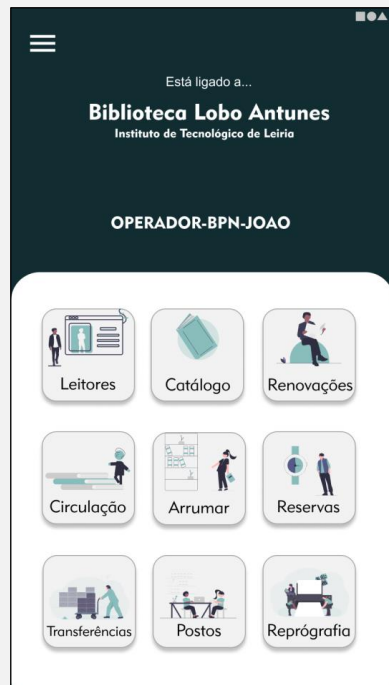 Está ligado a...
Biblioteca Lobo Antunes
Instituto de Tecnológico de Leiria
OPERADOR-BPN-JOAO
Leitores
Catálogo
Renovações
Circulação
Arrumar
Reservas
Transferências
Postos
Reprógrafia